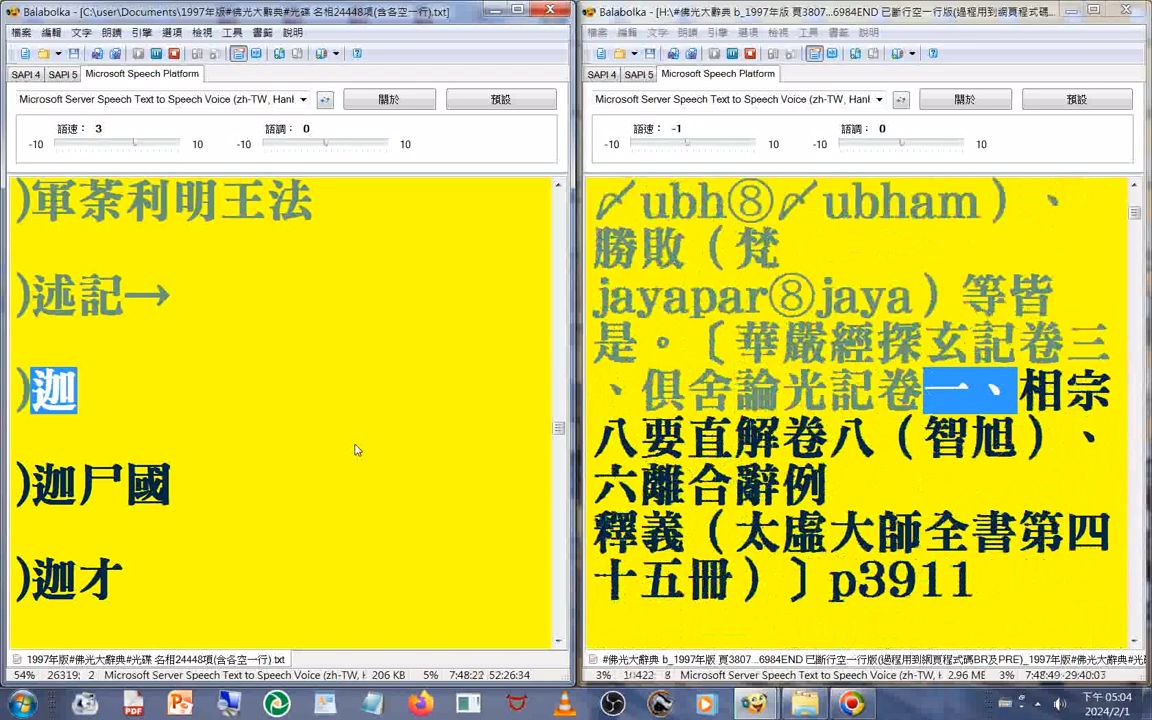 Balabolka - [C:\user\Documents\1997年版#佛光大辭典#光碟 名相24448項(含各空一行).txt]
檔案 編輯 文字 朗讀 引擎 選項 檢視 工具 書籤 說明
SAPI 4 SAPI 5 Microsoft Speech Platform
Microsoft Server Speech Text to Speech Voice (zh-TW, Hanl 關於 預設
語速： 3 語調： 0
-10 10 -10 10
)軍荼利明王法
)述記→
)迦
)迦尸國
)迦才
1997年版#佛光大辭典#光碟 名相24448項(含各空一行).txt
54% 26319; 2 Microsoft Server Speech Text to Speech Voice (zh-TW, H 206 KB 5% 7:48:22 52:26:34
Balabolka - [H:\#佛光大辭典 b_1997年版 頁3807...6984END 已斷行空一行版(過程用到網頁程式碼
檔案 編輯 文字 朗讀 引擎 選項 檢視 工具 書籤 說明
SAPI 4 SAPI 5 Microsoft Speech Platform
Microsoft Server Speech Text to Speech Voice (zh-TW, Hanl 關於 預設
語速： -1 語調： 0
-10 10 -10 10
〆ubh⑧〆ubham）、
勝敗（梵
jayapar⑧jaya）等皆
是。〔華嚴經探玄記卷三
、俱舍論光記卷一、相宗
八要直解卷八（智旭）、
六離合辭例
釋義（太虛大師全書第四
十五冊）〕p3911
#佛光大辭典 b_1997年版 頁3807...6984END 已斷行空一行版(過程用到網頁程式碼BR及PRE)_1997年版#佛光
3% 10422: 8 Microsoft Server Speech Text to Speech Voice (zh-TW, H 2.96 ME 3% 7:48:49-29:40:03
下午 05:04
2024/2/1